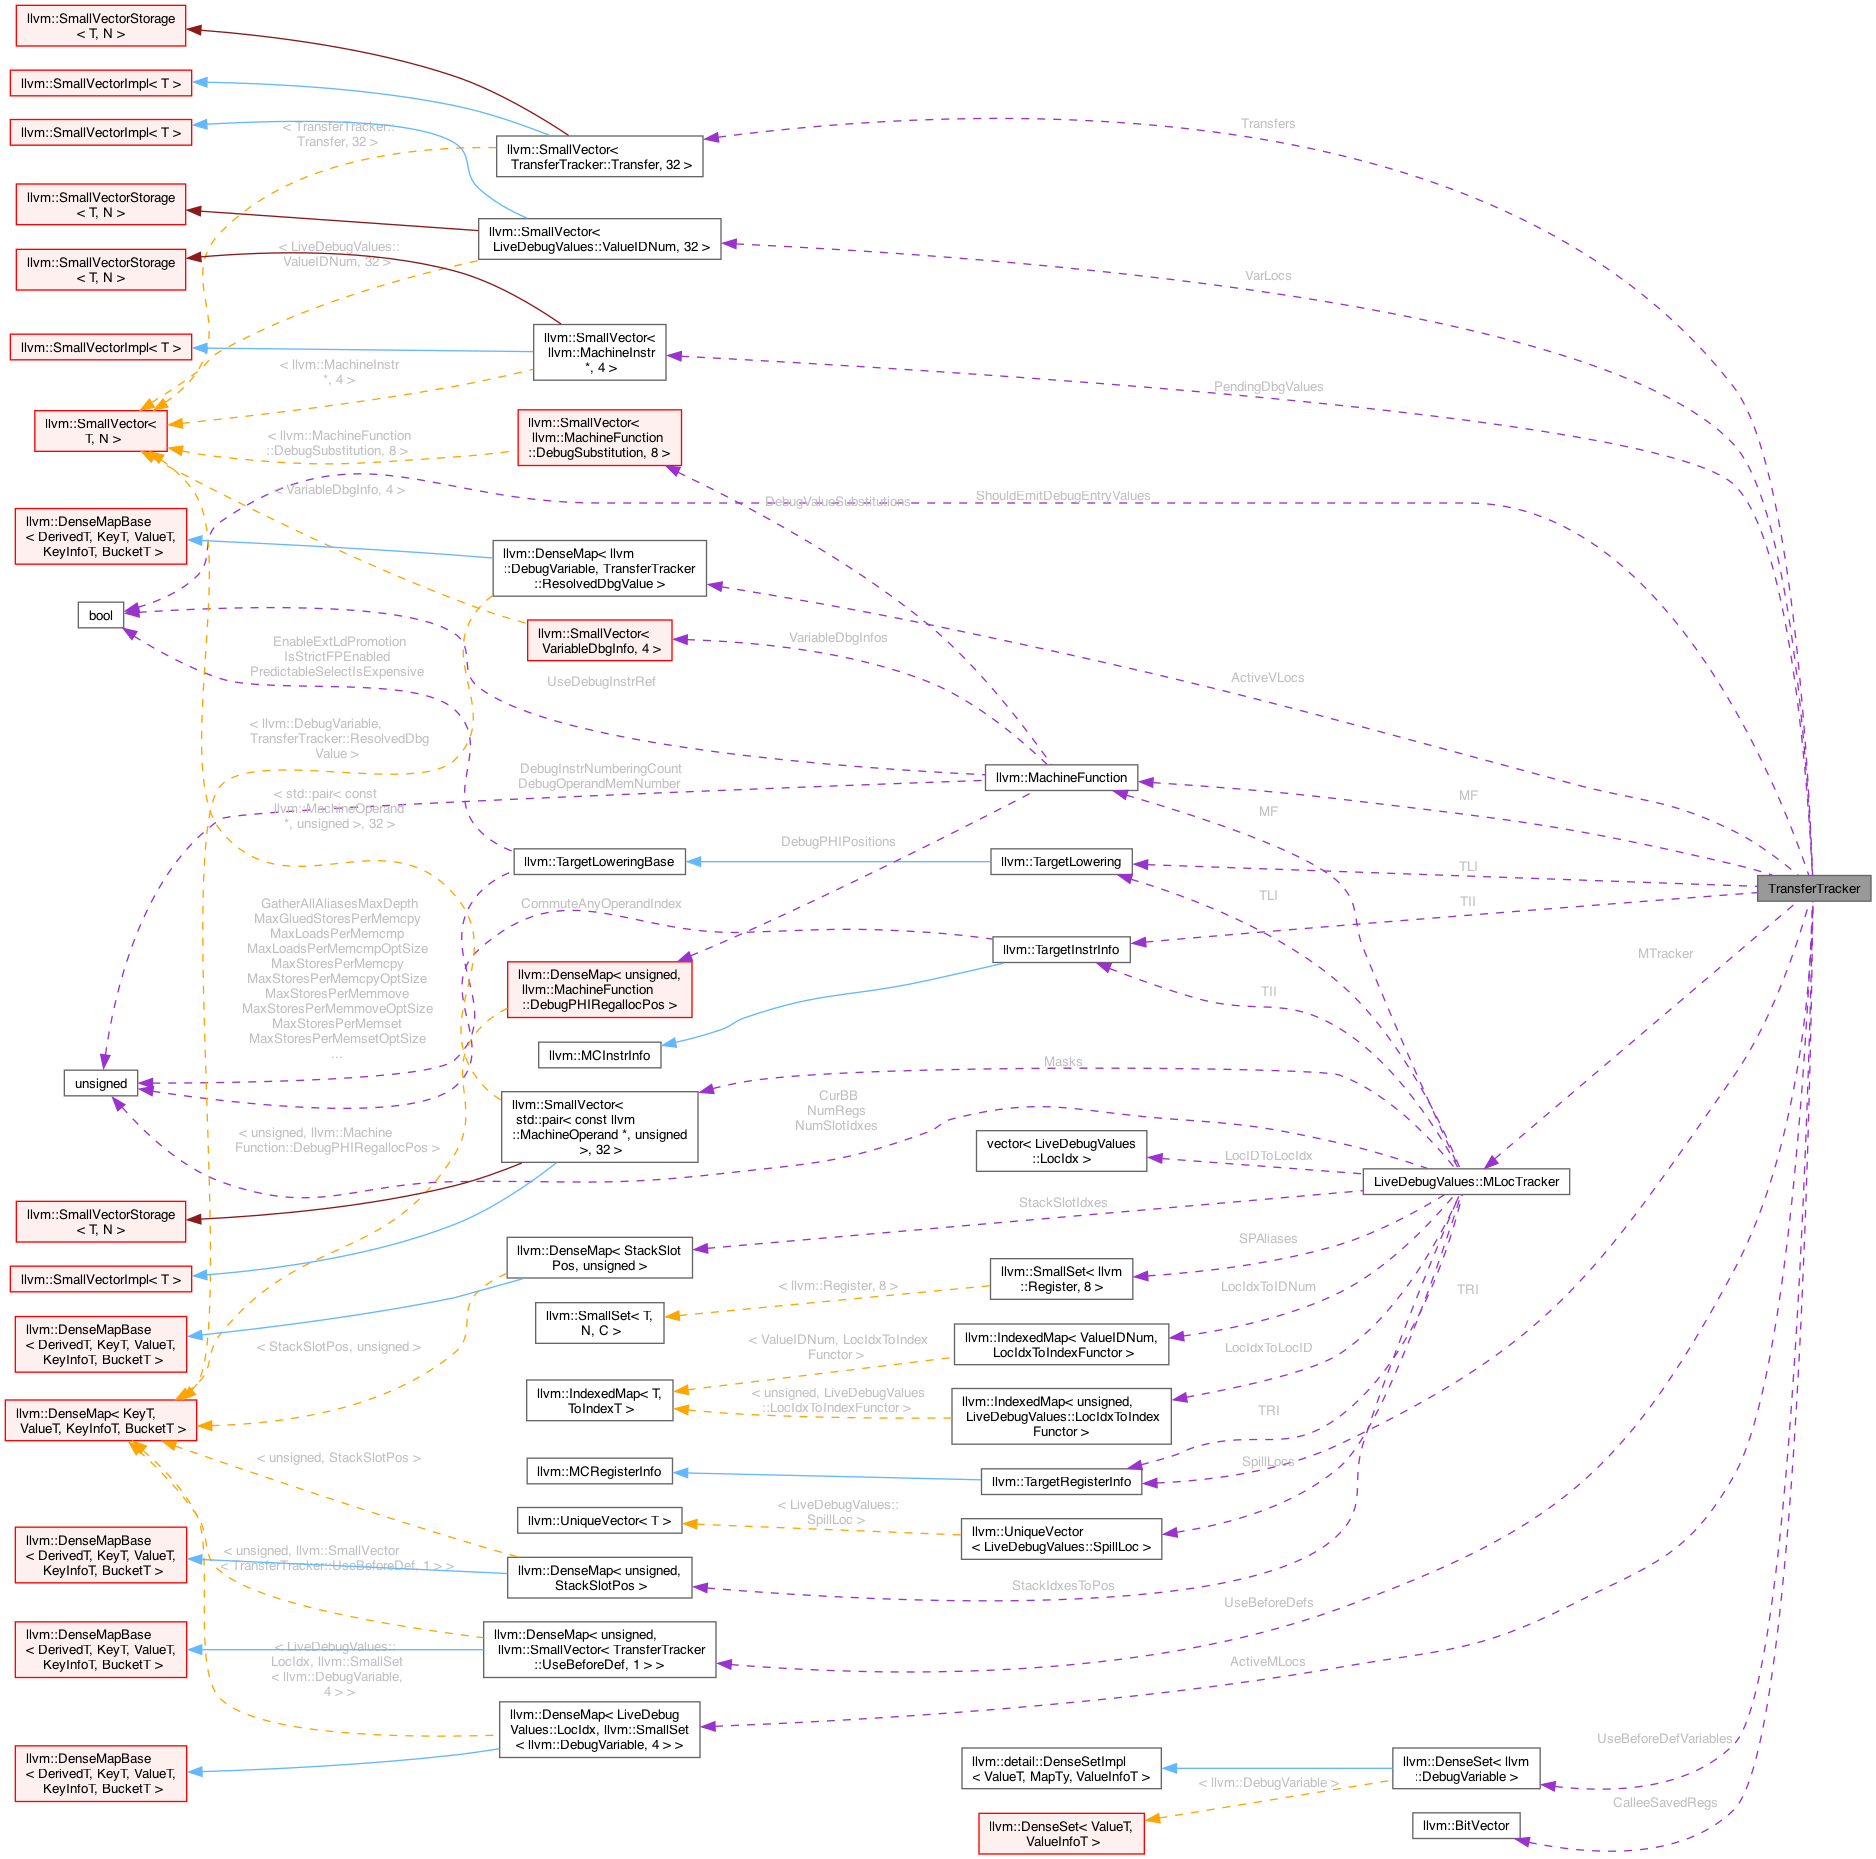 llvm::SmallVectorStorage
< T, N >
llvm::SmallVectorImpl< T >
llvm::SmallVectorImpl< T >
llvm::SmallVectorStorage
< T, N >
llvm::SmallVectorStorage
< T, N >
llvm::SmallVectorImpl< T >
llvm::SmallVector<
T, N >
llvm::DenseMapBase
< DerivedT, KeyT, ValueT,
KeyInfoT, BucketT >
bool
unsigned
llvm::SmallVectorStorage
< T, N >
llvm::SmallVectorImpl< T >
llvm::DenseMapBase
< DerivedT, KeyT, ValueT,
KeyInfoT, BucketT >
llvm::DenseMap< KeyT,
ValueT, KeyInfoT, BucketT >
llvm::DenseMapBase
< DerivedT, KeyT, ValueT,
KeyInfoT, BucketT >
llvm::DenseMapBase
< DerivedT, KeyT, ValueT,
KeyInfoT, BucketT >
llvm::DenseMapBase
< DerivedT, KeyT, ValueT,
KeyInfoT, BucketT >
< TransferTracker::
Transfer, 32 >
< LiveDebugValues::
ValueIDNum, 32 >
< llvm::MachineInstr
*, 4 >
< llvm::MachineFunction
::DebugSubstitution, 8 >
< VariableDbgInfo, 4 >
EnableExtLdPromotion
IsStrictFPEnabled
PredictableSelectIsExpensive
< llvm::DebugVariable,
TransferTracker::ResolvedDbg
Value >
< std::pair< const
llvm::MachineOperand
*, unsigned >, 32 >
GatherAllAliasesMaxDepth
MaxGluedStoresPerMemcpy
MaxLoadsPerMemcmp
MaxLoadsPerMemcmpOptSize
MaxStoresPerMemcpy
MaxStoresPerMemcpyOptSize
MaxStoresPerMemmove
MaxStoresPerMemmoveOptSize
MaxStoresPerMemset
MaxStoresPerMemsetOptSize
...
< unsigned, llvm::Machine
Function::DebugPHIRegallocPos >
< StackSlotPos, unsigned >
< unsigned, StackSlotPos >
< unsigned, llvm::SmallVector
< TransferTracker::UseBeforeDef, 1 > >
< LiveDebugValues::
LocIdx, llvm::SmallSet
< llvm::DebugVariable,
4 > >
llvm::SmallVector<
TransferTracker::Transfer, 32 >
llvm::SmallVector<
LiveDebugValues::ValueIDNum, 32 >
llvm::SmallVector<
llvm::MachineInstr
*, 4 >
llvm::SmallVector<
llvm::MachineFunction
::DebugSubstitution, 8 >
llvm::DenseMap< llvm
::DebugVariable, TransferTracker
::ResolvedDbgValue >
llvm::SmallVector<
VariableDbgInfo, 4 >
UseDebugInstrRef
DebugInstrNumberingCount
DebugOperandMemNumber
llvm::TargetLoweringBase
CommuteAnyOperandIndex
llvm::DenseMap< unsigned,
llvm::MachineFunction
::DebugPHIRegallocPos >
llvm::MCInstrInfo
llvm::SmallVector<
std::pair< const llvm
::MachineOperand *, unsigned
>, 32 >
llvm::DenseMap< StackSlot
Pos, unsigned >
llvm::SmallSet< T,
N, C >
llvm::IndexedMap< T,
ToIndexT >
llvm::MCRegisterInfo
llvm::UniqueVector< T >
llvm::DenseMap< unsigned,
StackSlotPos >
llvm::DenseMap< unsigned,
llvm::SmallVector< TransferTracker
::UseBeforeDef, 1 > >
llvm::DenseMap< LiveDebug
Values::LocIdx, llvm::SmallSet
< llvm::DebugVariable, 4 > >
DebugValueSubstitutions
VariableDbgInfos
DebugPHIPositions
CurBB
NumRegs
NumSlotIdxes
< llvm::Register, 8 >
< ValueIDNum, LocIdxToIndex
Functor >
< unsigned, LiveDebugValues
::LocIdxToIndexFunctor >
< LiveDebugValues::
SpillLoc >
llvm::MachineFunction
llvm::TargetLowering
llvm::TargetInstrInfo
Masks
vector< LiveDebugValues
::LocIdx >
StackSlotIdxes
llvm::SmallSet< llvm
::Register, 8 >
llvm::IndexedMap< ValueIDNum,
LocIdxToIndexFunctor >
llvm::IndexedMap< unsigned,
LiveDebugValues::LocIdxToIndex
Functor >
llvm::TargetRegisterInfo
llvm::UniqueVector
< LiveDebugValues::SpillLoc >
StackIdxesToPos
llvm::detail::DenseSetImpl
< ValueT, MapTy, ValueInfoT >
llvm::DenseSet< ValueT,
ValueInfoT >
Transfers
VarLocs
PendingDbgValues
ShouldEmitDebugEntryValues
ActiveVLocs
MF
TLI
TII
LocIDToLocIdx
SPAliases
LocIdxToIDNum
LocIdxToLocID
TRI
SpillLocs
UseBeforeDefs
ActiveMLocs
< llvm::DebugVariable >
MF
TLI
TII
LiveDebugValues::MLocTracker
TRI
llvm::DenseSet< llvm
::DebugVariable >
llvm::BitVector
MTracker
UseBeforeDefVariables
CalleeSavedRegs
TransferTracker